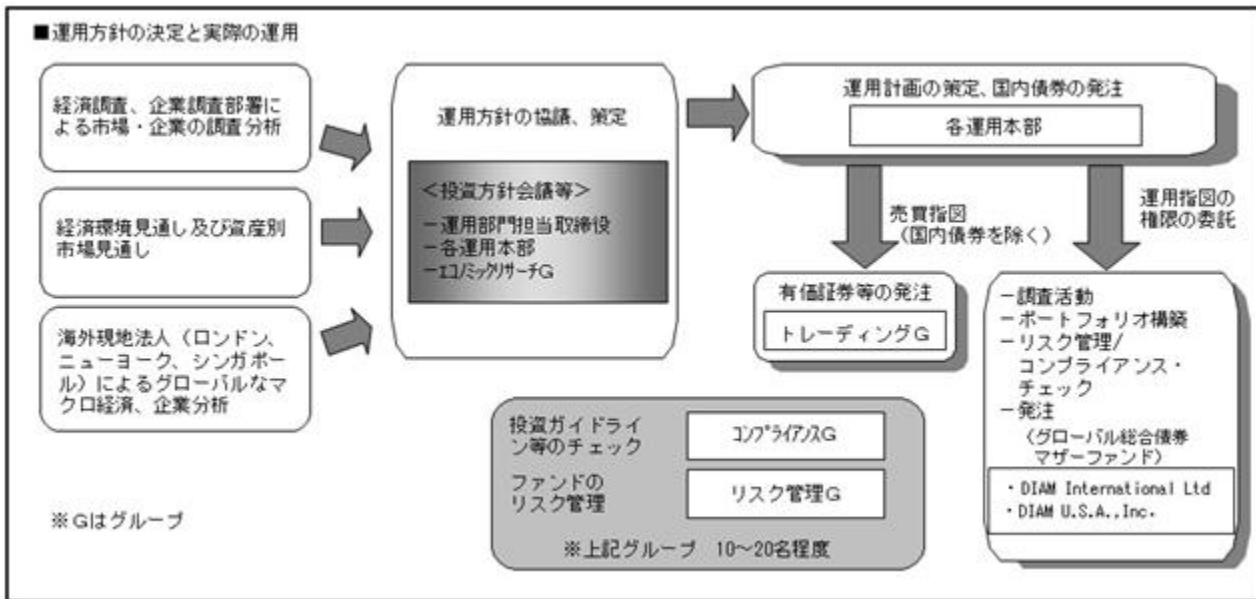 ■運用方針の決定と実際の運用
経済調査、企業調査部署に
よる市場・企業の調査分析
経済環境見通し及び資産別
市場見通し
海外現地法人（ロンドン、
ニューヨーク、シンガポー
ル）によるグローバルなマ
クロ経済、企業分析
※Gはグループ
運用方針の協議、策定
＜投資方針会議等＞
－運用部門担当取締役
－各運用本部
－ｴｺﾉﾐｯｸﾘｻｰﾁG
運用計画の策定、国内債券の発注
各運用本部
売買指図
（国内債券を除く）
運用指図の
権限の委託
有価証券等の発注
トレーディングG
－調査活動
－ポートフォリオ構築
－リスク管理/
コンプライアンス・
チェック
－発注
（グローバル総合債券
マザーファンド）
・DIAM International Ltd
・DIAM U.S.A.,Inc.
投資ガイドライ
ン等のチェック
ｺﾝﾌﾟﾗｲｱﾝｽG
ファンドの
リスク管理
リスク管理G
※上記グループ　10～20名程度